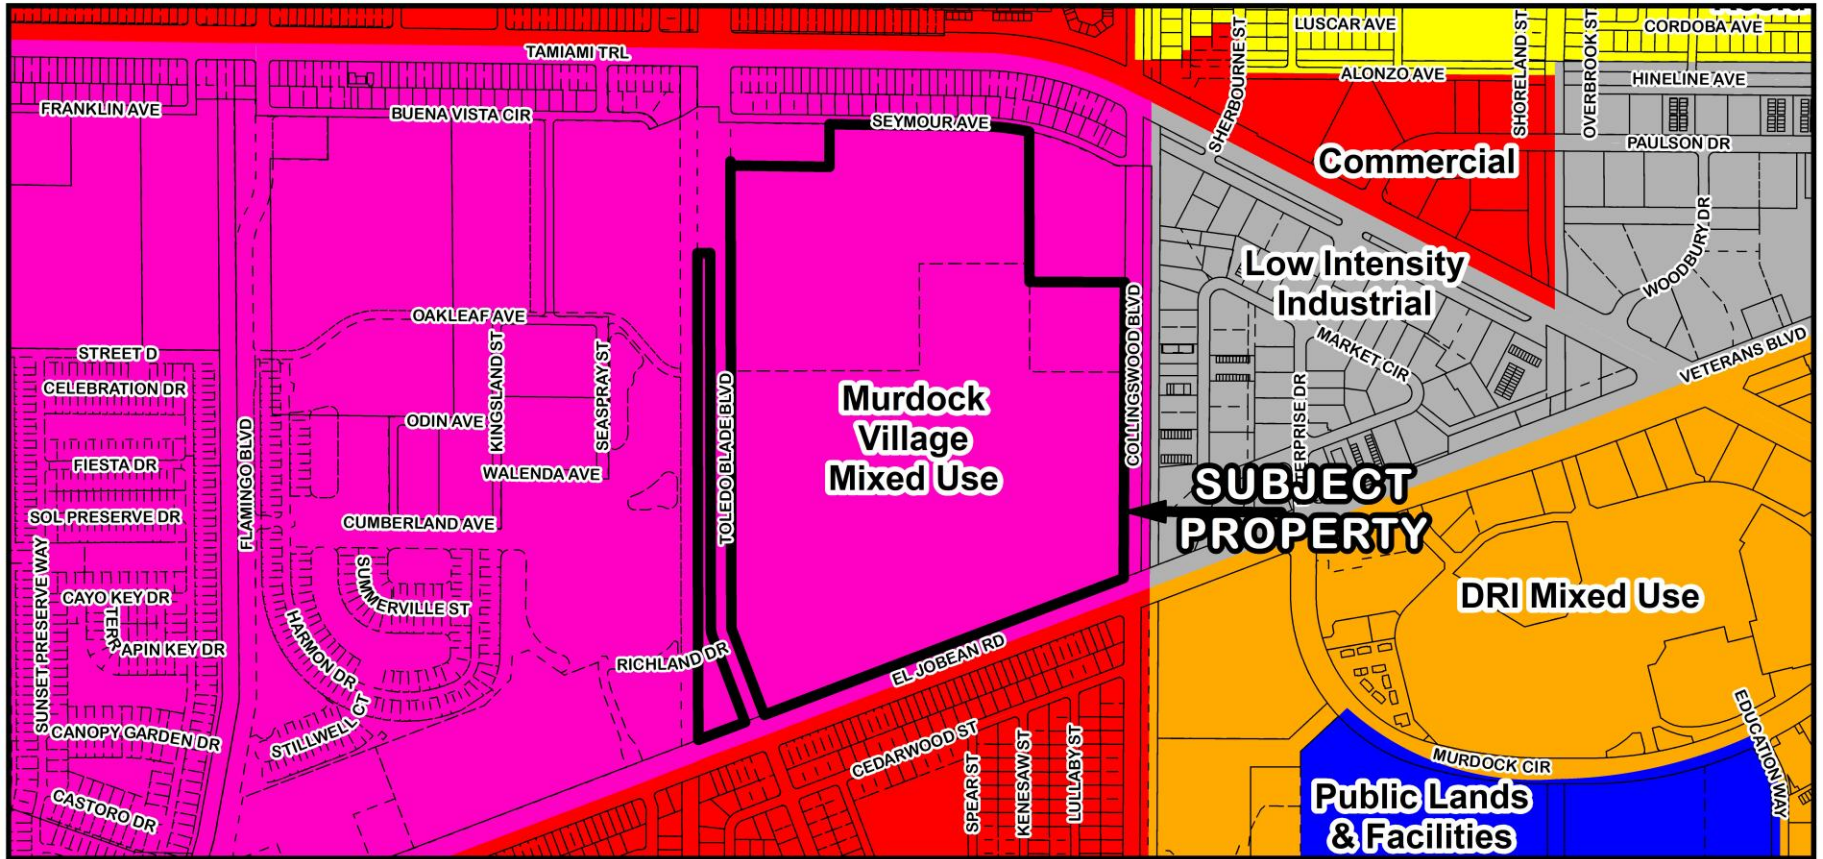 LUSCAR AVE
CORDOBA AVE
SHERBOURNE ST
SHORELAND ST
OVERBROOK ST
TAMIAMI TRL
ALONZO AVE
HINELINE AVE
FRANKLIN AVE
BUENA VISTA CIR
SEYMOUR AVE
PAULSON DR
Commercial
WOODBURY DR
Low Intensity
Industrial
COLLINGSWOOD BLVD
OAKLEAF AVE
KINGSLAND ST
SEASPRAY ST
STREET D
MARKET CIR
VETERANS BLVD
CELEBRATION DR
TOLEDO BLADE BLVD
Murdock
Village
Mixed Use
FLAMINGO BLVD
ODIN AVE
FIESTA DR
WALENDA AVE
TERPRISE DR
SUBJECT
PROPERTY
SOL PRESERVE DR
CUMBERLAND AVE
SUNSET PRESERVE WAY
CAYO KEY DR
SUMMERVILLE ST
DRI Mixed Use
TERR
APIN KEY DR
HARMON DR
RICHLAND DR
EL JOBEAN RD
CANOPY GARDEN DR
STILLWELL CT
CEDARWOOD ST
SPEAR ST
KENESAW ST
LULLABY ST
MURDOCK CIR
EDUCATION WAY
CASTORO DR
Public Lands
& Facilities